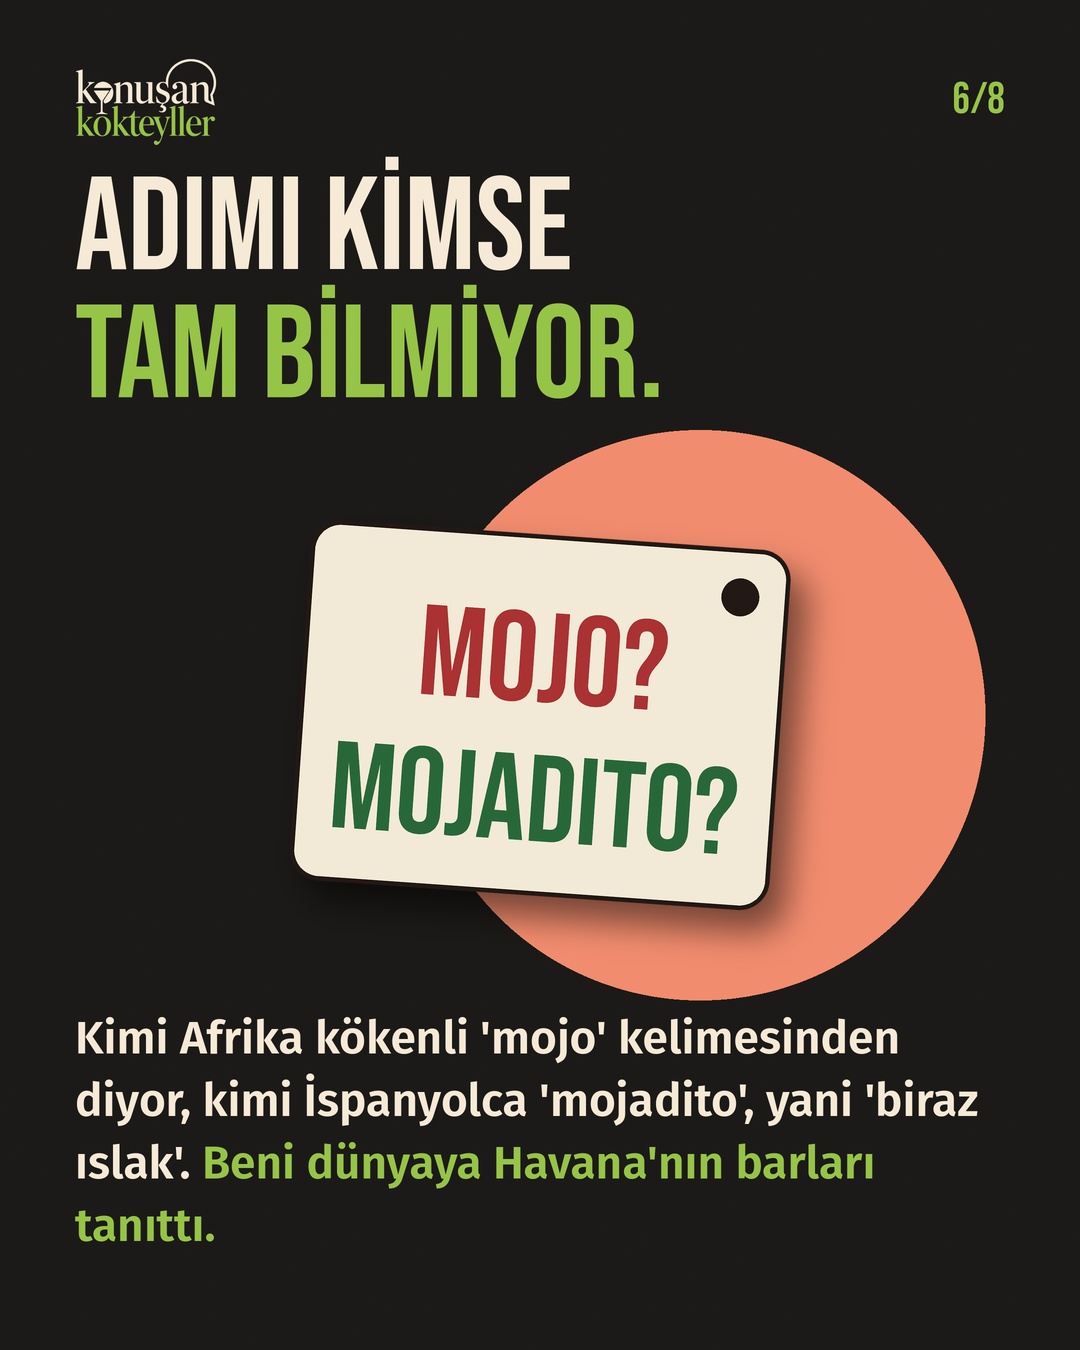 konuşan
kokteyller
6/8
ADIMI KİMSE
TAM BİLMİYOR.
MOJO?
MOJADITO?
Kimi Afrika kökenli 'mojo' kelimesinden
diyor, kimi İspanyolca 'mojadito', yani 'biraz
ıslak'. Beni dünyaya Havana'nın barları
tanıttı.